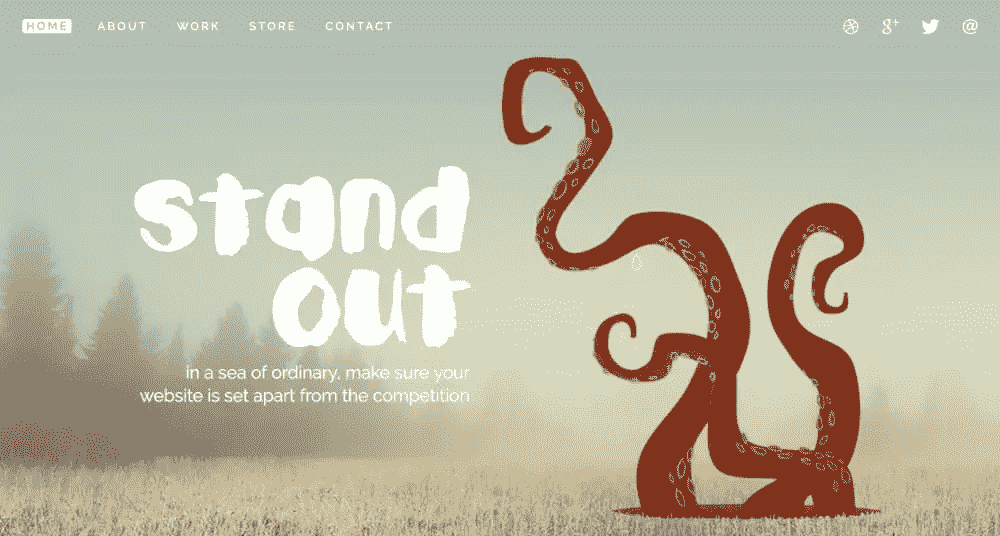 HOME ABOUT WORK STORE CONTACT
stand
out
in a sea of ordinary, make sure your
website is set apart from the competition